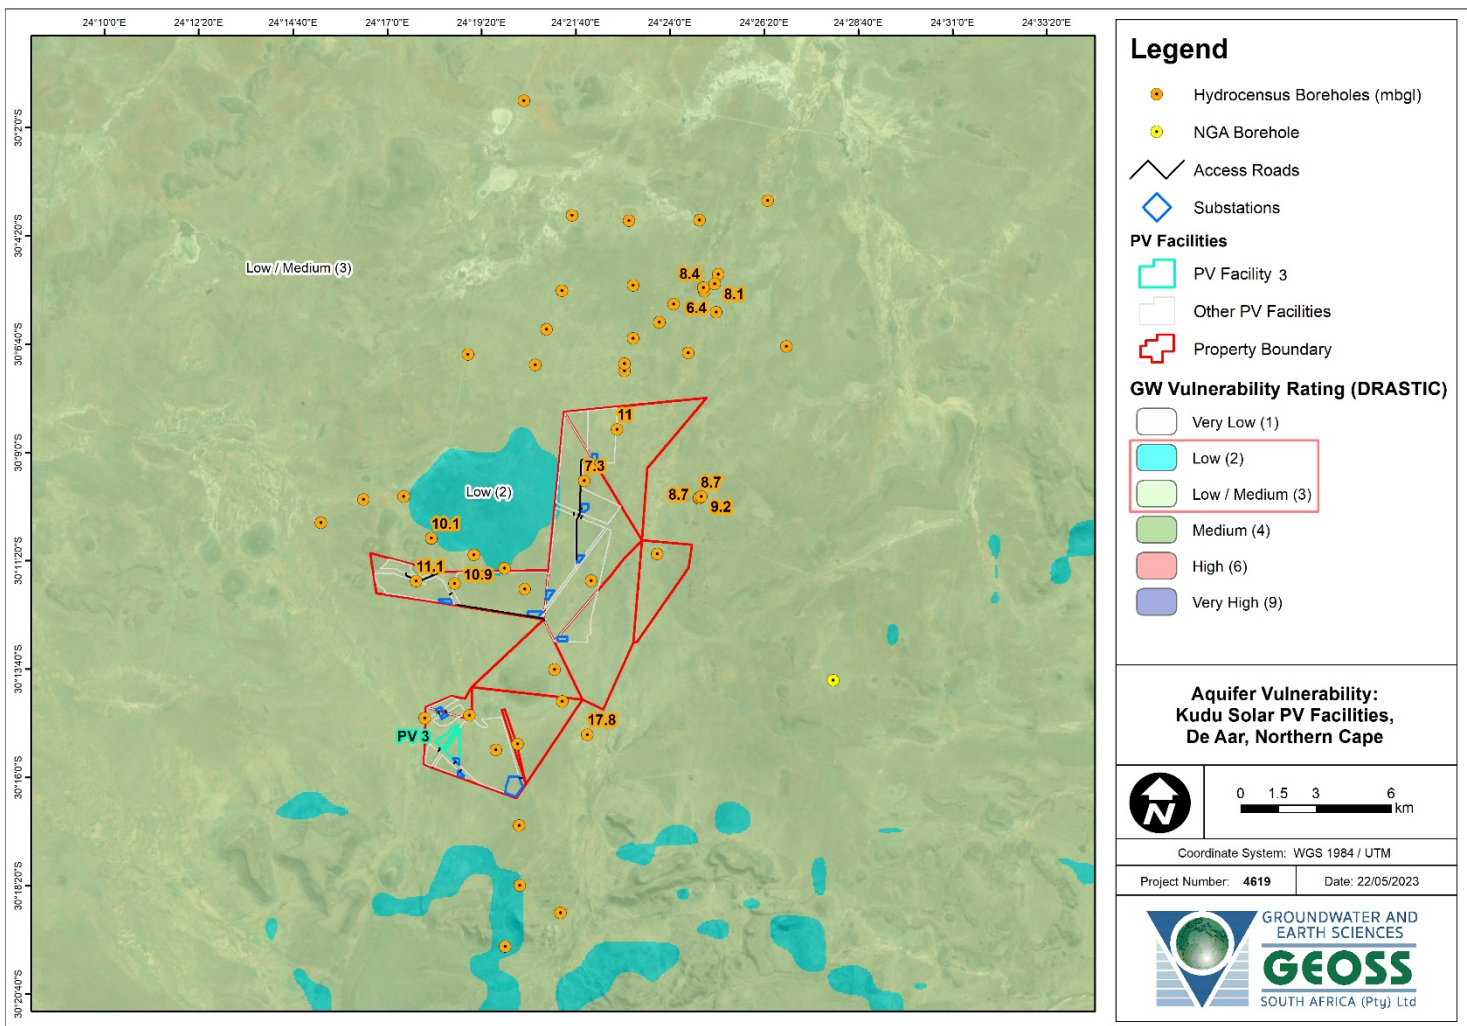 24°10'0"E 24°12'20"E 24°14'40"E 24°17'0"E 24°19'20"E 24°21'40"E 24°24'0"E 24°26'20"E 24°28'40"E 24°31'0"E 24°33'20"E
30°2'0"S
30°4'20"S
30°6'40"S
30°9'0"S
30°11'20"S
30°13'40"S
30°16'0"S
30°18'20"S
30°20'40"S
Low / Medium (3)
8.4
8.1
6.4
11
7.3
Low (2)
8.7
8.7
9.2
10.1
11.1
10.9
17.8
PV 3
Legend
Hydrocensus Boreholes (mbgl)
NGA Borehole
Access Roads
Substations
PV Facilities
PV Facility 3
Other PV Facilities
Property Boundary
GW Vulnerability Rating (DRASTIC)
Very Low (1)
Low (2)
Low / Medium (3)
Medium (4)
High (6)
Very High (9)
Aquifer Vulnerability:
Kudu Solar PV Facilities,
De Aar, Northern Cape
N
0 1.5 3 6
km
Coordinate System: WGS 1984 / UTM
Project Number: 4619 Date: 22/05/2023
GROUNDWATER AND
EARTH SCIENCES
GEOSS
SOUTH AFRICA (Pty) Ltd